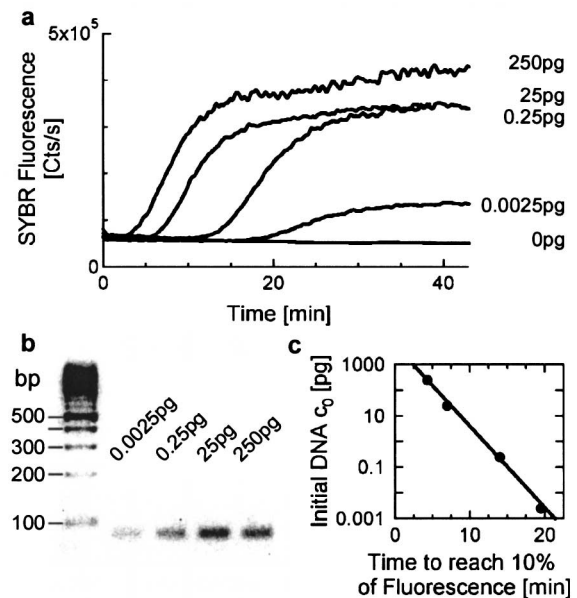 a
5x10⁵
SYBR Fluorescence
[Cts/s]
0
0 20 40
Time [min]
250pg
25pg
0.25pg
0.0025pg
0pg
b
bp
500
300
200
100
0.0025pg
0.25pg
25pg
250pg
c
Initial DNA c₀ [pg]
1000
10
0.1
0.001
0 5 10 15 20
Time to reach 10%
of Fluorescence [min]